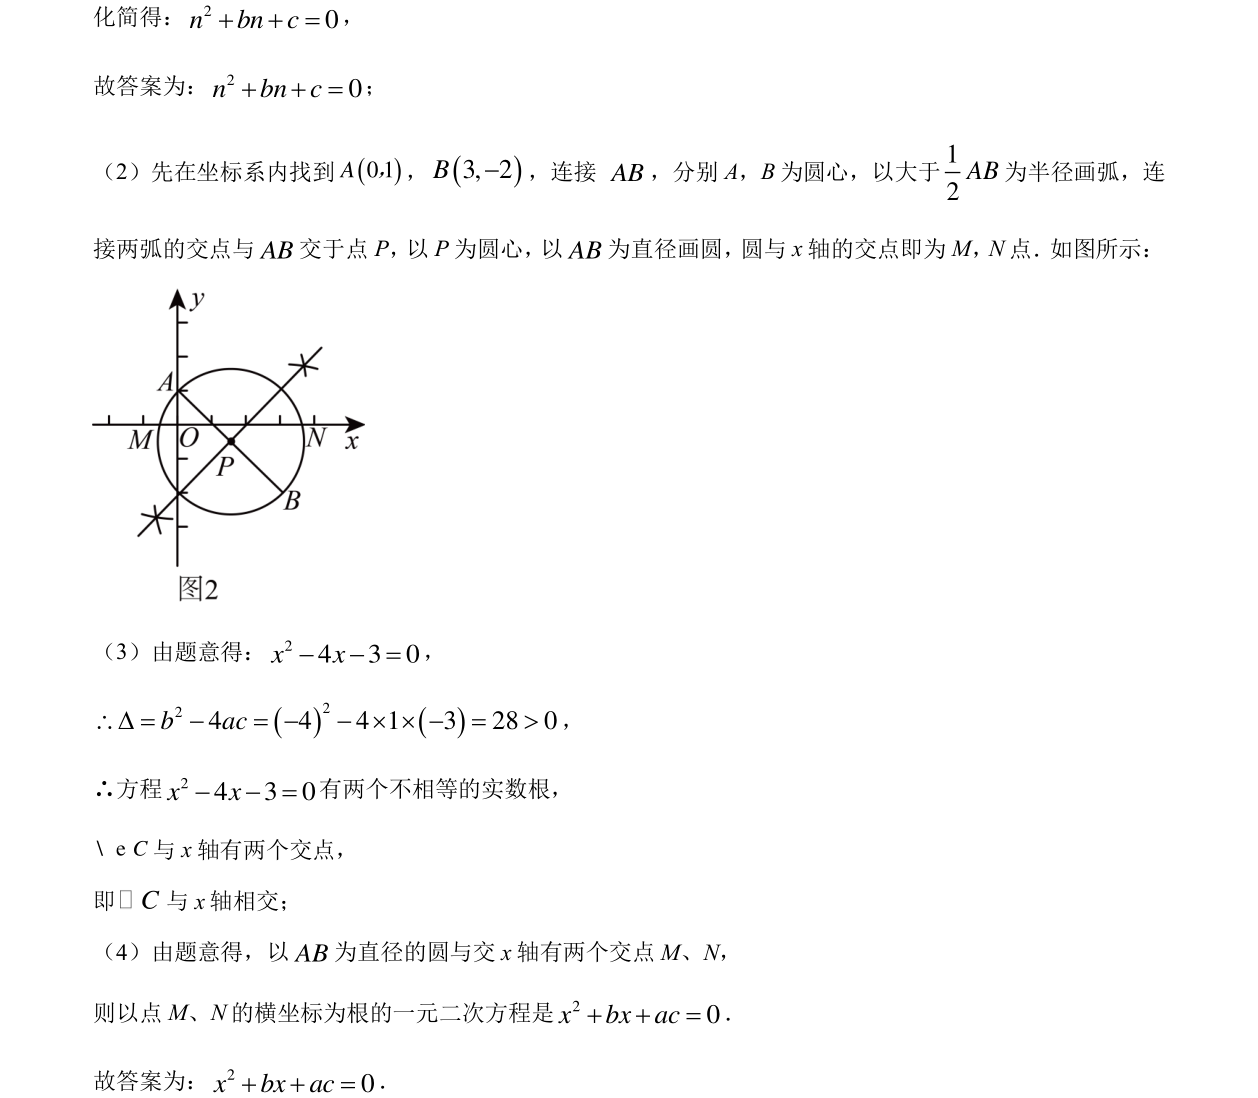 化简得：n²+bn+c=0，
故答案为：n²+bn+c=0；
（2）先在坐标系内找到A(0,1)，B(3,−2)，连接 AB，分别A，B为圆心，以大于1/2AB为半径画弧，连
接两弧的交点与AB交于点P，以P为圆心，以AB为直径画圆，圆与x轴的交点即为M，N点．如图所示：
y
A
M O N x
P
B
图2
（3）由题意得：x²−4x−3=0，
∴Δ=b²−4ac=(−4)²−4×1×(−3)=28>0，
∴方程x²−4x−3=0有两个不相等的实数根，
\ e C与x轴有两个交点，
即□C与x轴相交；
（4）由题意得，以AB为直径的圆与交x轴有两个交点M、N，
则以点M、N的横坐标为根的一元二次方程是x²+bx+ac=0．
故答案为：x²+bx+ac=0．